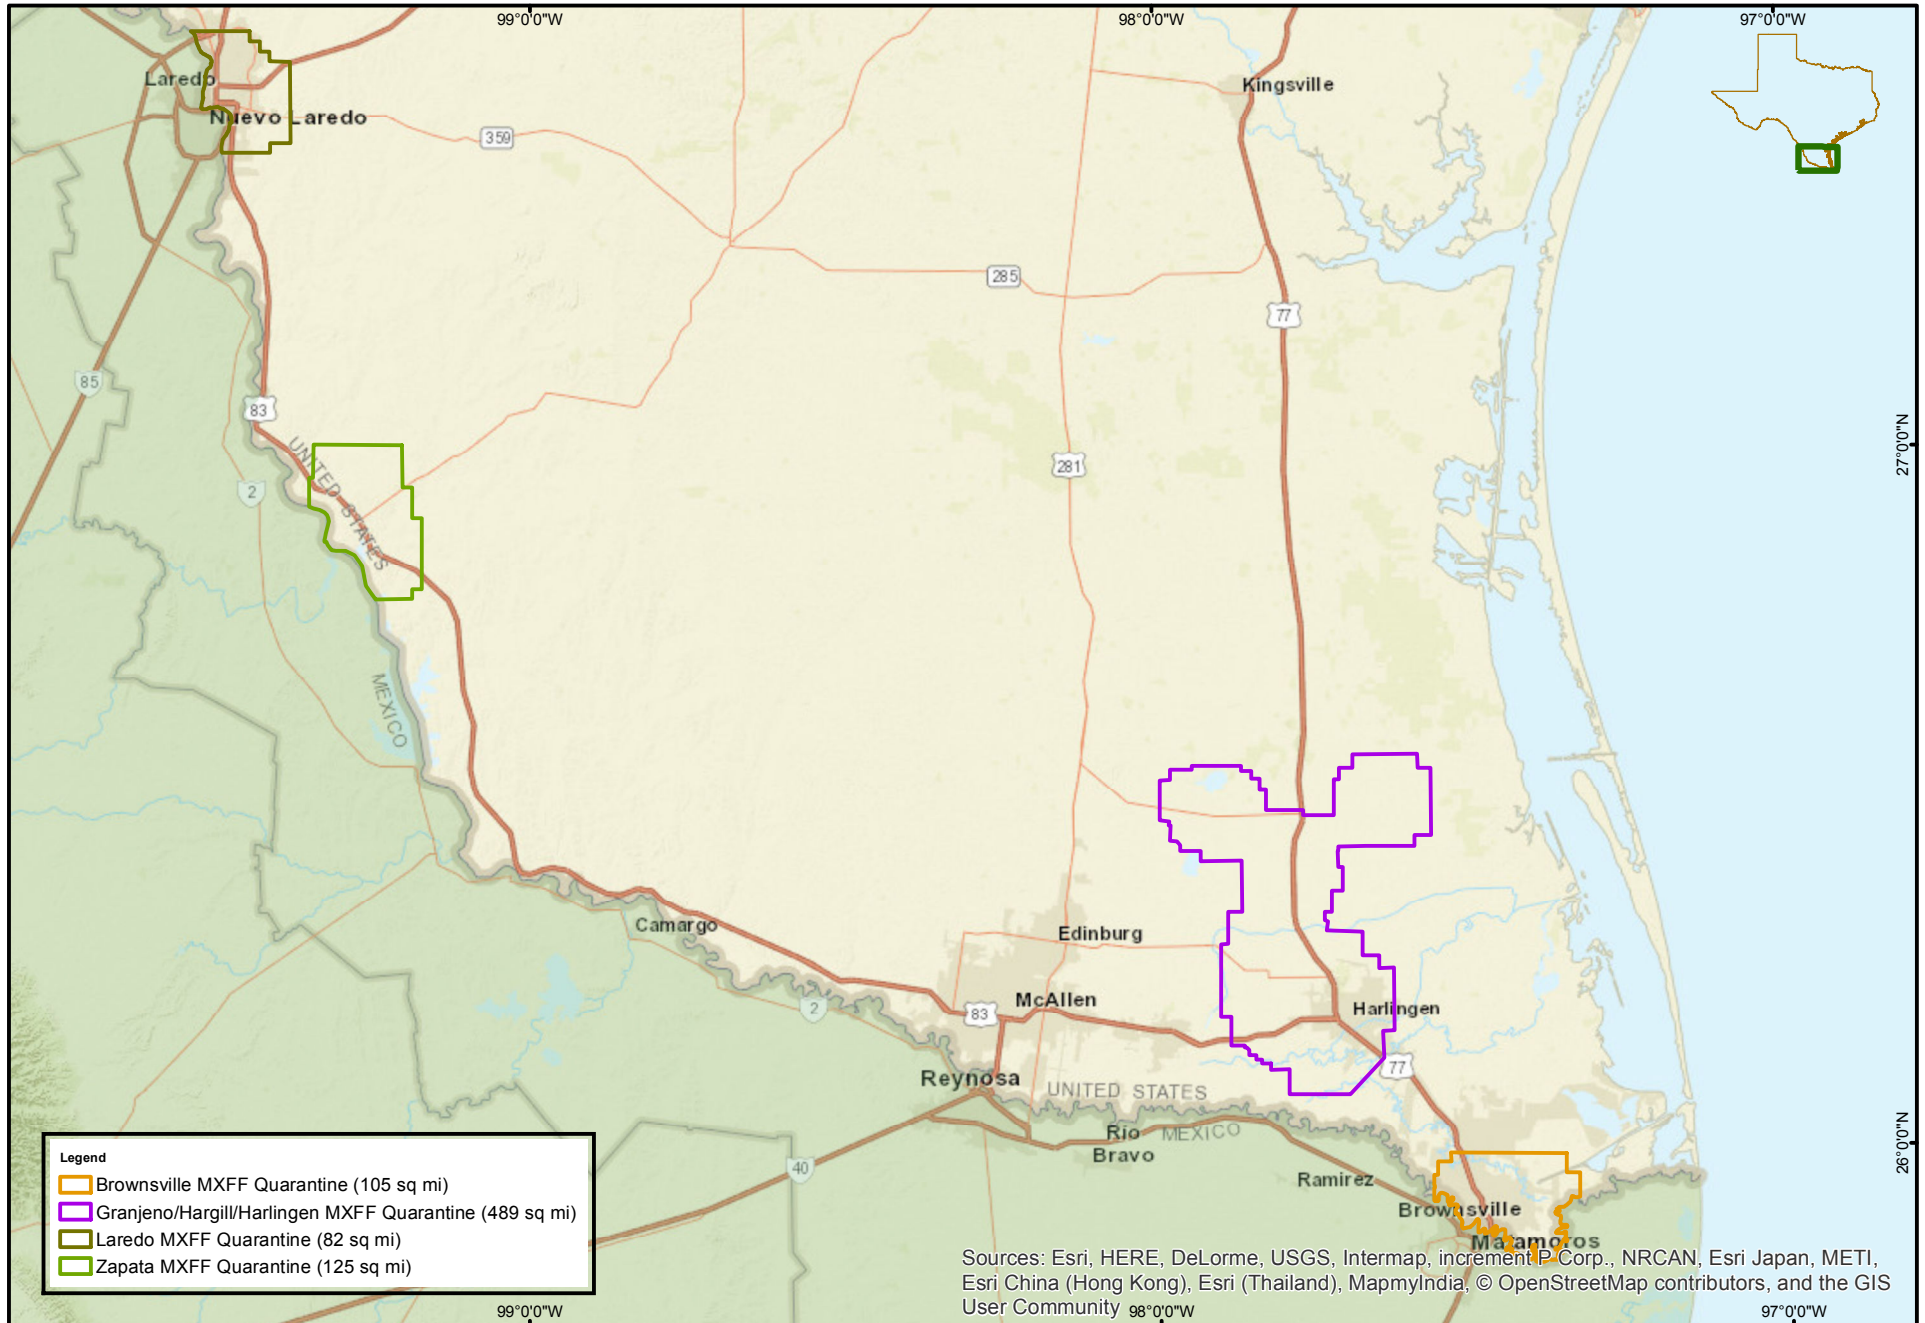 99°0'0"W
98°0'0"W
97°0'0"W
Laredo
Nuevo Laredo
Kingsville
359
285
77
85
83
27°0'0"N
281
UNITED STATES
2
MEXICO
Camargo
Edinburg
2
83
McAllen
Harlingen
77
Reynosa
UNITED STATES
Rio
Bravo
MEXICO
26°0'0"N
40
Ramirez
Brownsville
Matamoros
Legend
Brownsville MXFF Quarantine (105 sq mi)
Granjeno/Hargill/Harlingen MXFF Quarantine (489 sq mi)
Laredo MXFF Quarantine (82 sq mi)
Zapata MXFF Quarantine (125 sq mi)
Sources: Esri, HERE, DeLorme, USGS, Intermap, increment P Corp., NRCAN, Esri Japan, METI,
Esri China (Hong Kong), Esri (Thailand), MapmyIndia, © OpenStreetMap contributors, and the GIS
User Community
99°0'0"W
98°0'0"W
97°0'0"W